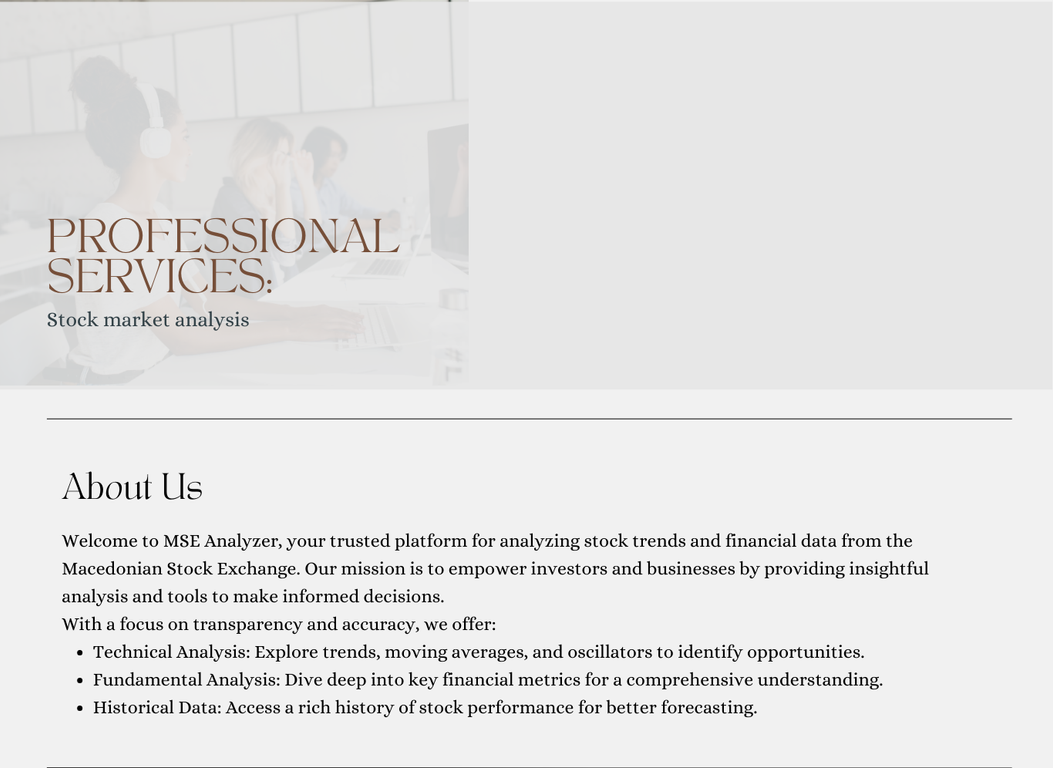 PROFESSIONAL
SERVICES:
Stock market analysis
About Us
Welcome to MSE Analyzer, your trusted platform for analyzing stock trends and financial data from the
Macedonian Stock Exchange. Our mission is to empower investors and businesses by providing insightful
analysis and tools to make informed decisions.
With a focus on transparency and accuracy, we offer:
• Technical Analysis: Explore trends, moving averages, and oscillators to identify opportunities.
• Fundamental Analysis: Dive deep into key financial metrics for a comprehensive understanding.
• Historical Data: Access a rich history of stock performance for better forecasting.